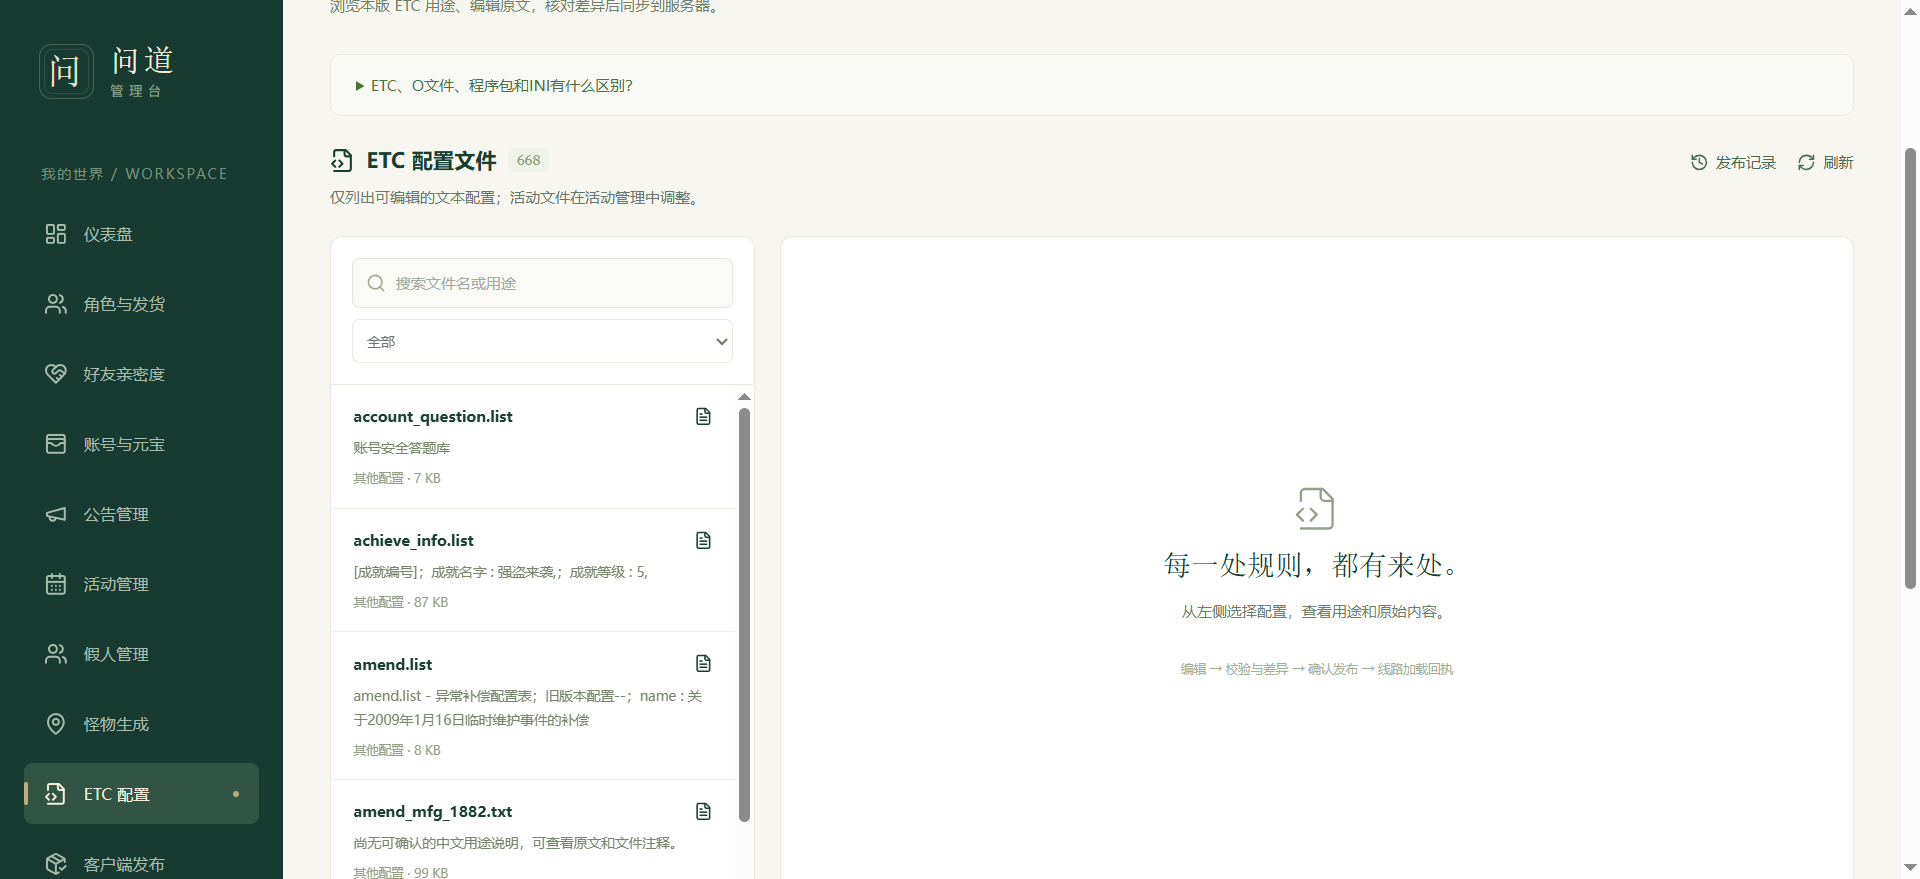 问
问道
管理台
我的世界 / WORKSPACE
仪表盘
角色与发货
好友亲密度
账号与元宝
公告管理
活动管理
假人管理
怪物生成
ETC 配置
客户端发布
浏览本版 ETC 用途、编辑原文，核对差异后同步到服务器。
ETC、O文件、程序包和INI有什么区别？
ETC 配置文件 668
发布记录 刷新
仅列出可编辑的文本配置；活动文件在活动管理中调整。
搜索文件名或用途
全部
account_question.list
账号安全答题库
其他配置 · 7 KB
achieve_info.list
[成就编号]；成就名字 : 强盗来袭,；成就等级 : 5,
其他配置 · 87 KB
amend.list
amend.list - 异常补偿配置表；旧版本配置--；name : 关
于2009年1月16日临时维护事件的补偿
其他配置 · 8 KB
amend_mfg_1882.txt
尚无可确认的中文用途说明，可查看原文和文件注释。
其他配置 · 99 KB
每一处规则，都有来处。
从左侧选择配置，查看用途和原始内容。
编辑 → 校验与差异 → 确认发布 → 线路加载回执